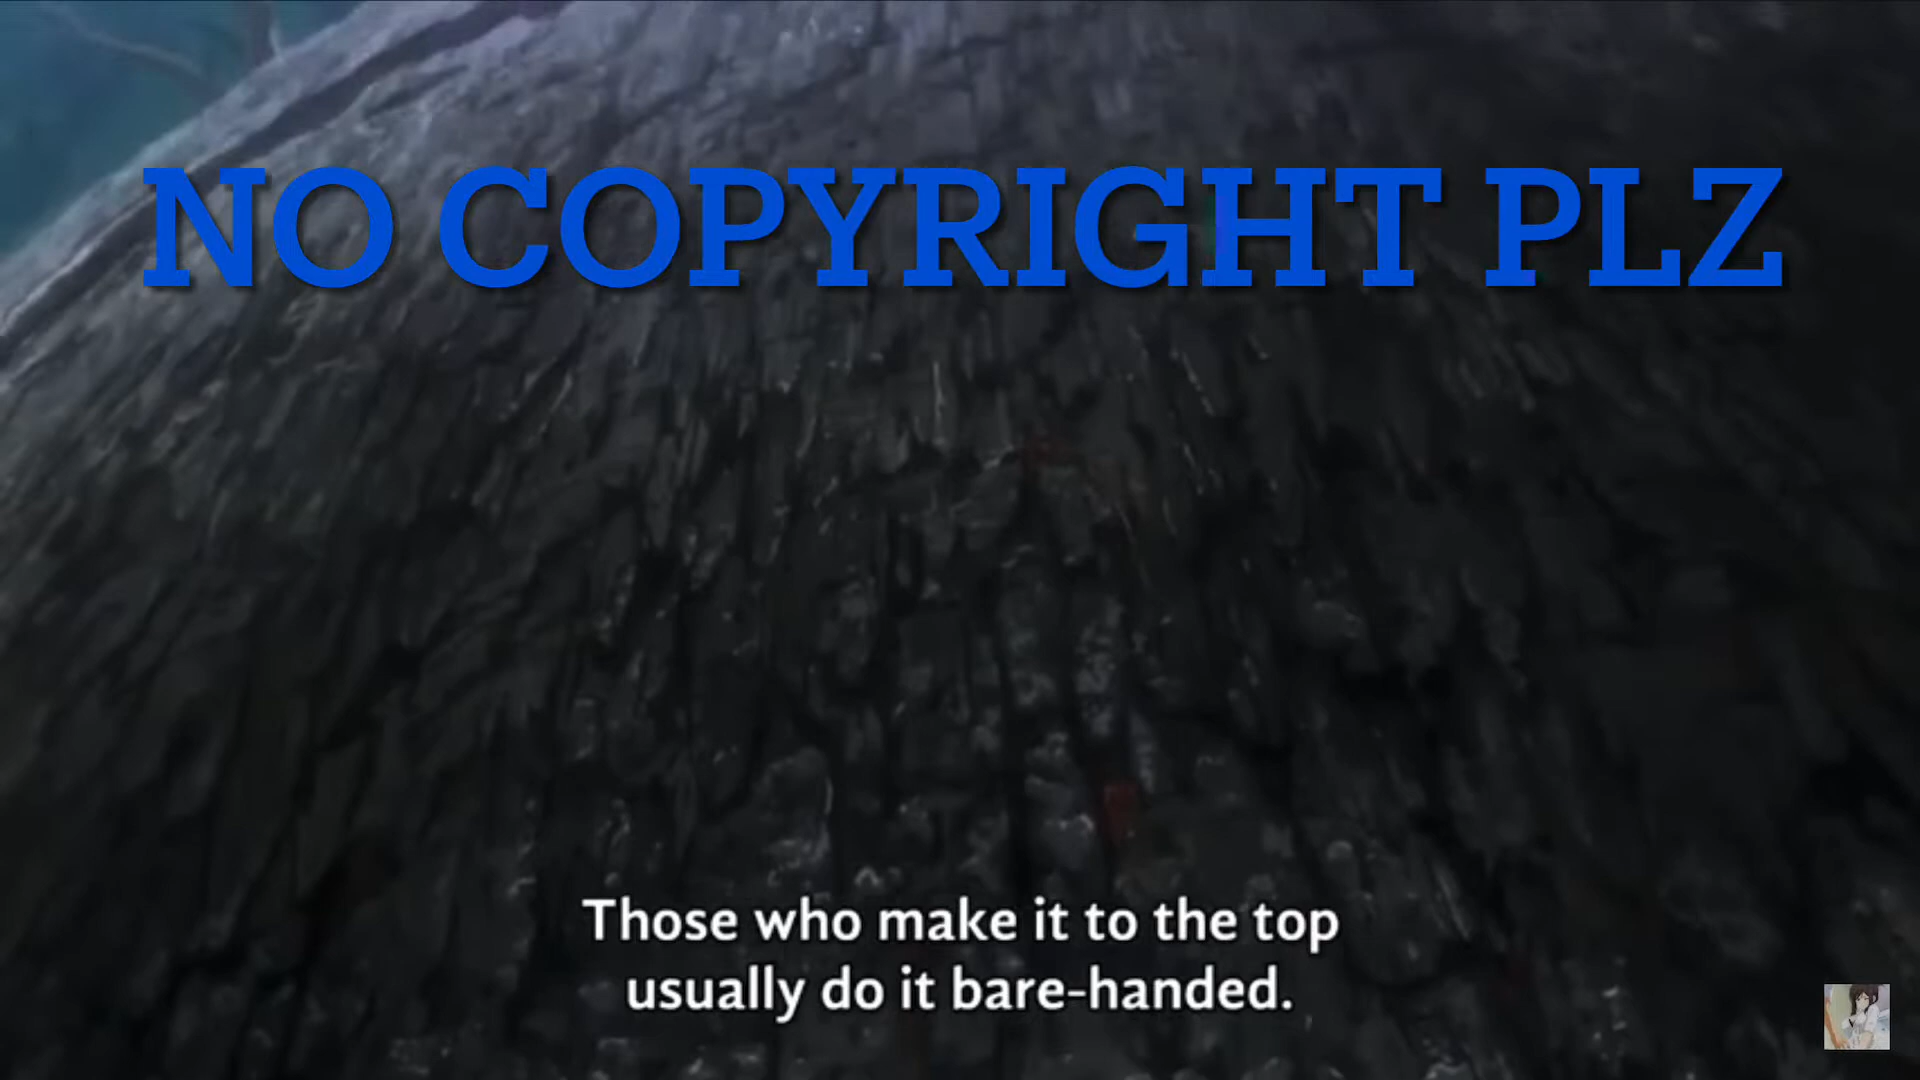 NO COPYRIGHT PLZ
Those who make it to the top
usually do it bare-handed.